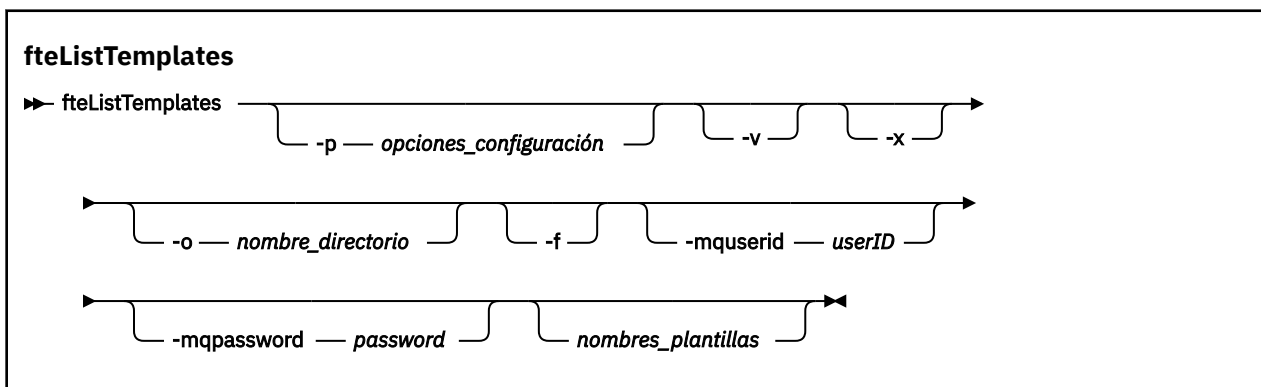 fteListTemplates
fteListTemplates -p opciones_configuración -v -x
-o nombre_directorio -f -mquserid userID
-mqpassword password nombres_plantillas